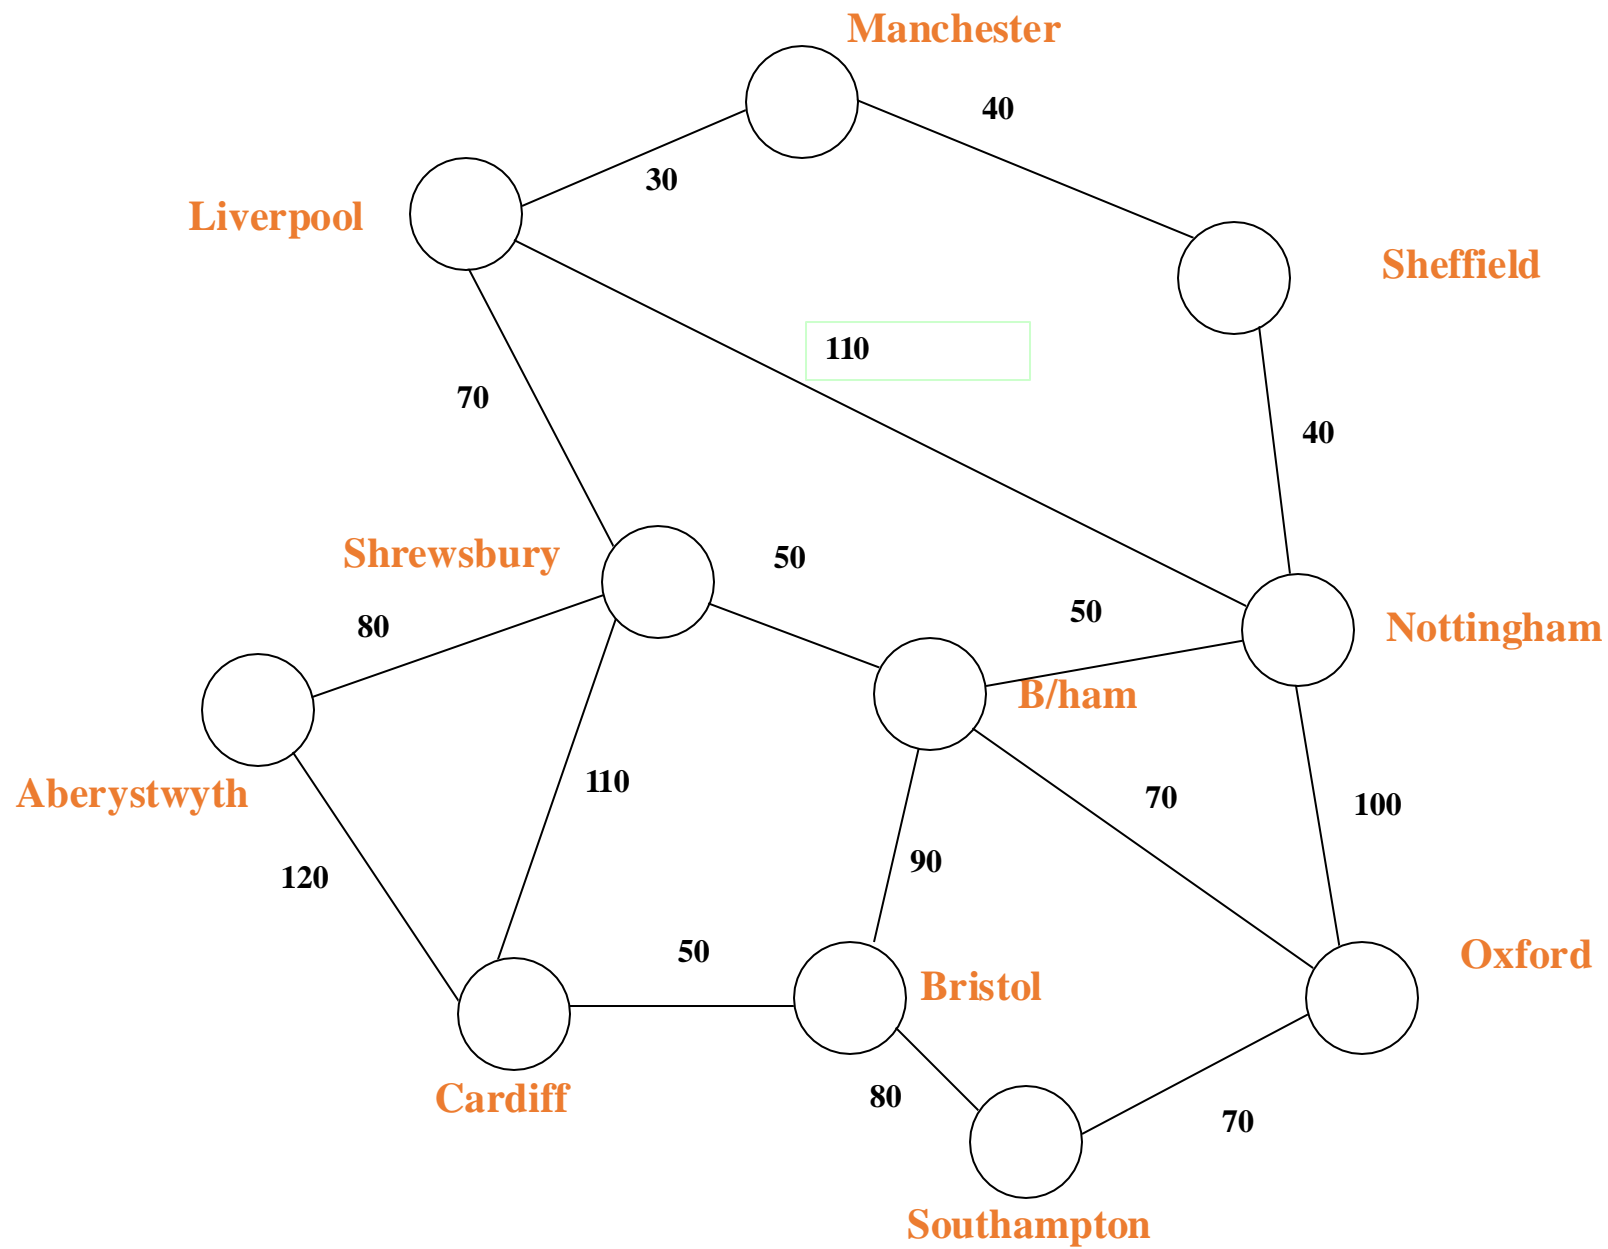 Manchester
40
30
Liverpool
Sheffield
110
70
40
Shrewsbury
50
50
80
Nottingham
B/ham
Aberystwyth
110
70
100
120
90
50
Oxford
Bristol
Cardiff
80
70
Southampton